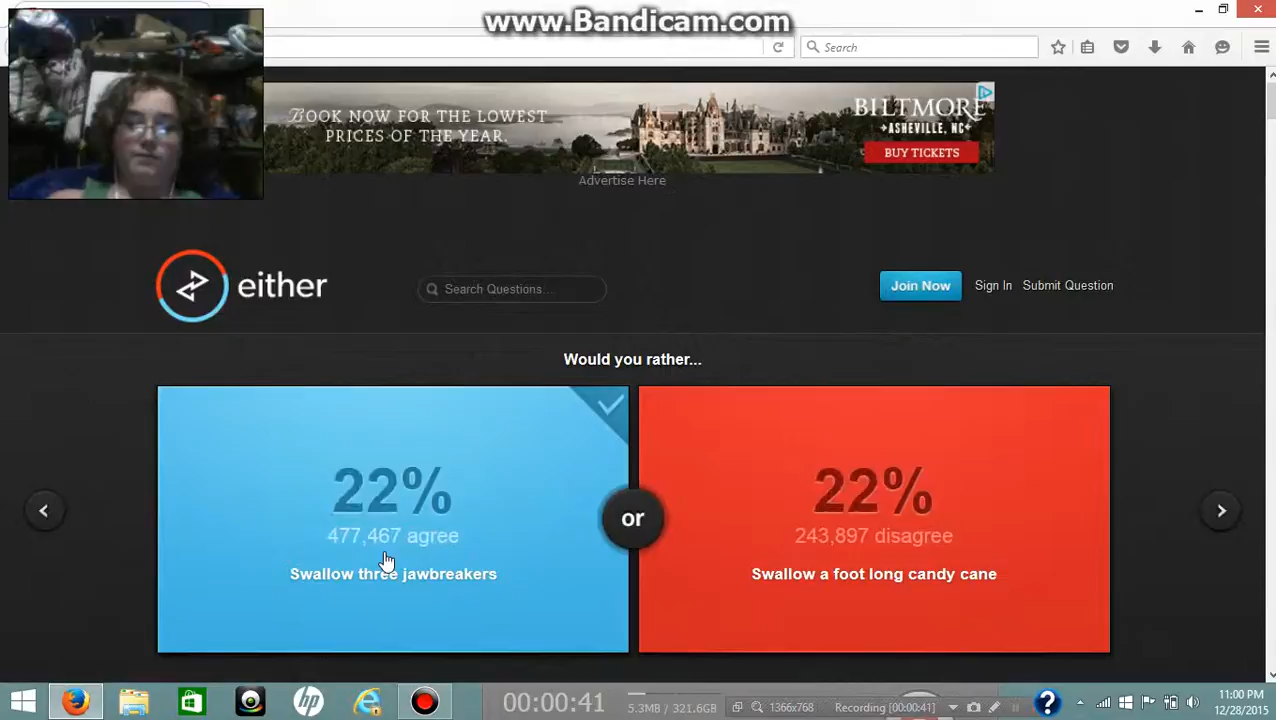 www.Bandicam.com
Search
BOOK NOW FOR THE LOWEST
PRICES OF THE YEAR.
BILTMORE
ASHEVILLE, NC
BUY TICKETS
Advertise Here
either
Search Questions...
Join Now
Sign In
Submit Question
Would you rather...
22%
477,467 agree
Swallow three jawbreakers
or
22%
243,897 disagree
Swallow a foot long candy cane
hp
00:00:41
5.3MB / 321.6GB
1366x768
Recording [00:00:41]
11:00 PM
12/28/2015